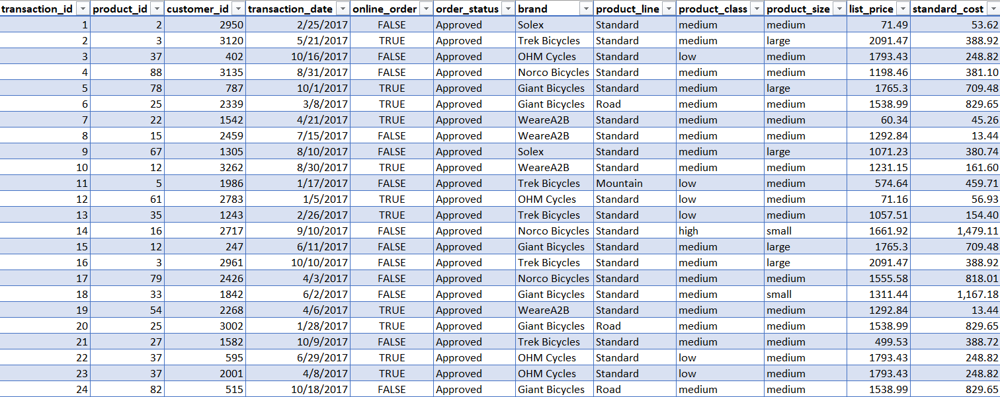 transaction_id product_id customer_id transaction_date online_order order_status brand product_line product_class product_size list_price standard_cost
1 2 2950 2/25/2017 FALSE Approved Solex Standard medium medium 71.49 53.62
2 3 3120 5/21/2017 TRUE Approved Trek Bicycles Standard medium large 2091.47 388.92
3 37 402 10/16/2017 FALSE Approved OHM Cycles Standard low medium 1793.43 248.82
4 88 3135 8/31/2017 FALSE Approved Norco Bicycles Standard medium medium 1198.46 381.10
5 78 787 10/1/2017 TRUE Approved Giant Bicycles Standard medium large 1765.3 709.48
6 25 2339 3/8/2017 TRUE Approved Giant Bicycles Road medium medium 1538.99 829.65
7 22 1542 4/21/2017 TRUE Approved WeareA2B Standard medium medium 60.34 45.26
8 15 2459 7/15/2017 FALSE Approved WeareA2B Standard medium medium 1292.84 13.44
9 67 1305 8/10/2017 FALSE Approved Solex Standard medium large 1071.23 380.74
10 12 3262 8/30/2017 TRUE Approved WeareA2B Standard medium medium 1231.15 161.60
11 5 1986 1/17/2017 FALSE Approved Trek Bicycles Mountain low medium 574.64 459.71
12 61 2783 1/5/2017 TRUE Approved OHM Cycles Standard low medium 71.16 56.93
13 35 1243 2/26/2017 TRUE Approved Trek Bicycles Standard low medium 1057.51 154.40
14 16 2717 9/10/2017 FALSE Approved Norco Bicycles Standard high small 1661.92 1,479.11
15 12 247 6/11/2017 FALSE Approved Giant Bicycles Standard medium large 1765.3 709.48
16 3 2961 10/10/2017 FALSE Approved Trek Bicycles Standard medium large 2091.47 388.92
17 79 2426 4/3/2017 FALSE Approved Norco Bicycles Standard medium medium 1555.58 818.01
18 33 1842 6/2/2017 FALSE Approved Giant Bicycles Standard medium small 1311.44 1,167.18
19 54 2268 4/6/2017 TRUE Approved WeareA2B Standard medium medium 1292.84 13.44
20 25 3002 1/28/2017 TRUE Approved Giant Bicycles Road medium medium 1538.99 829.65
21 27 1582 10/9/2017 FALSE Approved Trek Bicycles Standard medium medium 499.53 388.72
22 37 595 6/29/2017 TRUE Approved OHM Cycles Standard low medium 1793.43 248.82
23 37 2001 4/8/2017 TRUE Approved OHM Cycles Standard low medium 1793.43 248.82
24 82 515 10/18/2017 FALSE Approved Giant Bicycles Road medium medium 1538.99 829.65